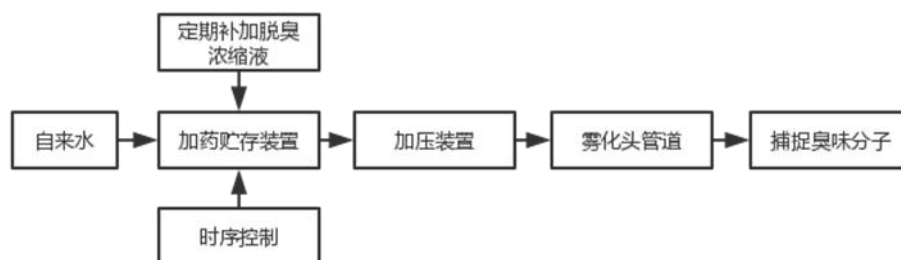 定期补加脱臭
浓缩液
自来水
加药贮存装置
加压装置
雾化头管道
捕捉臭味分子
时序控制